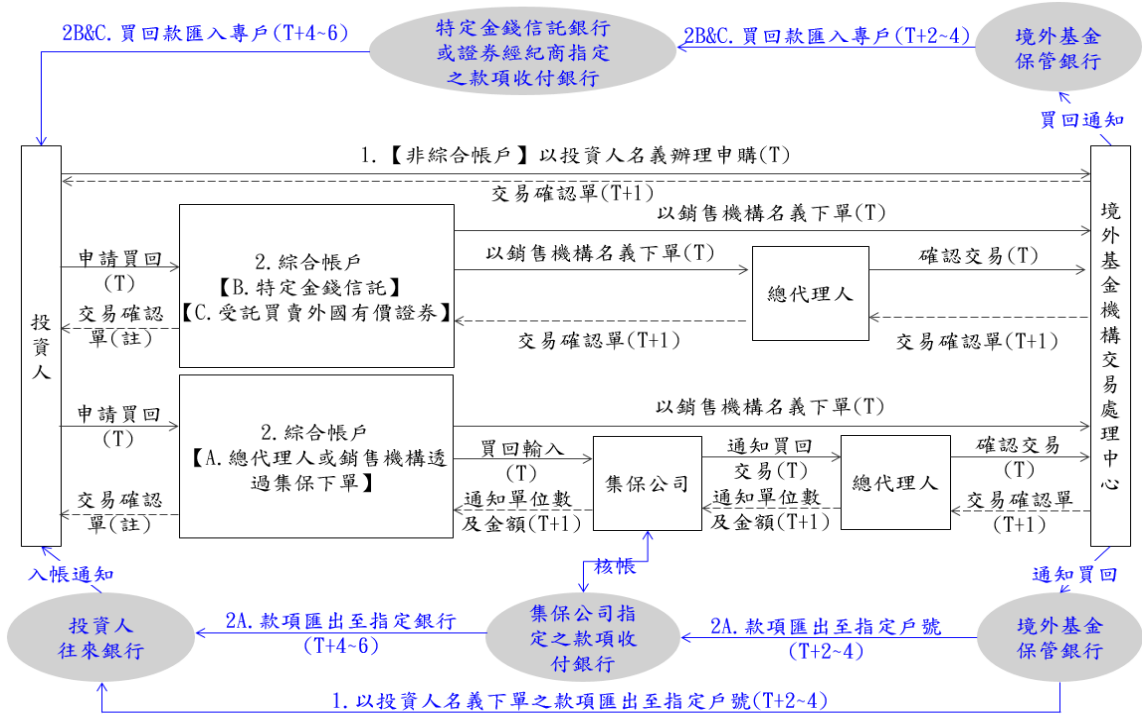 2B&C.買回款匯入專戶(T+4~6)
特定金錢信託銀行
或證券經紀商指定
之款項收付銀行
2B&C.買回款匯入專戶(T+2~4)
境外基金
保管銀行
買回通知
1.【非綜合帳戶】以投資人名義辦理申購(T)
交易確認單(T+1)
投資人
境外基金機構交易處理中心
以銷售機構名義下單(T)
申請買回
(T)
2.綜合帳戶
【B.特定金錢信託】
【C.受託買賣外國有價證券】
以銷售機構名義下單(T)
總代理人
確認交易(T)
交易確認
單(註)
交易確認單(T+1)
交易確認單(T+1)
以銷售機構名義下單(T)
申請買回
(T)
2.綜合帳戶
【A.總代理人或銷售機構透
過集保下單】
買回輸入
(T)
集保公司
通知買回
交易(T)
總代理人
確認交易
(T)
交易確認
單(註)
通知單位數
及金額(T+1)
通知單位數
及金額(T+1)
交易確認單
(T+1)
入帳通知
核帳
通知買回
投資人
往來銀行
2A.款項匯出至指定銀行
(T+4~6)
集保公司指
定之款項收
付銀行
2A.款項匯出至指定戶號
(T+2~4)
境外基金
保管銀行
1.以投資人名義下單之款項匯出至指定戶號(T+2~4)